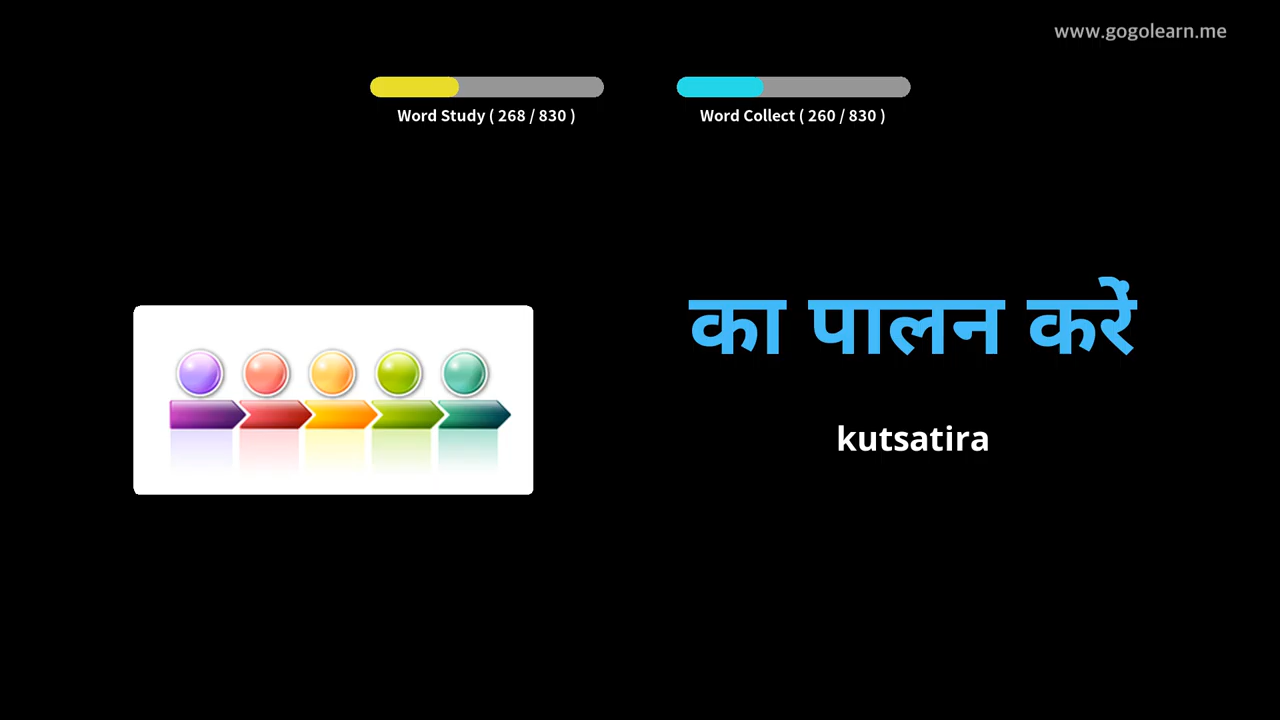 www.gogolearn.me
Word Study ( 268 / 830 )
Word Collect ( 260 / 830 )
का पालन करें
kutsatira